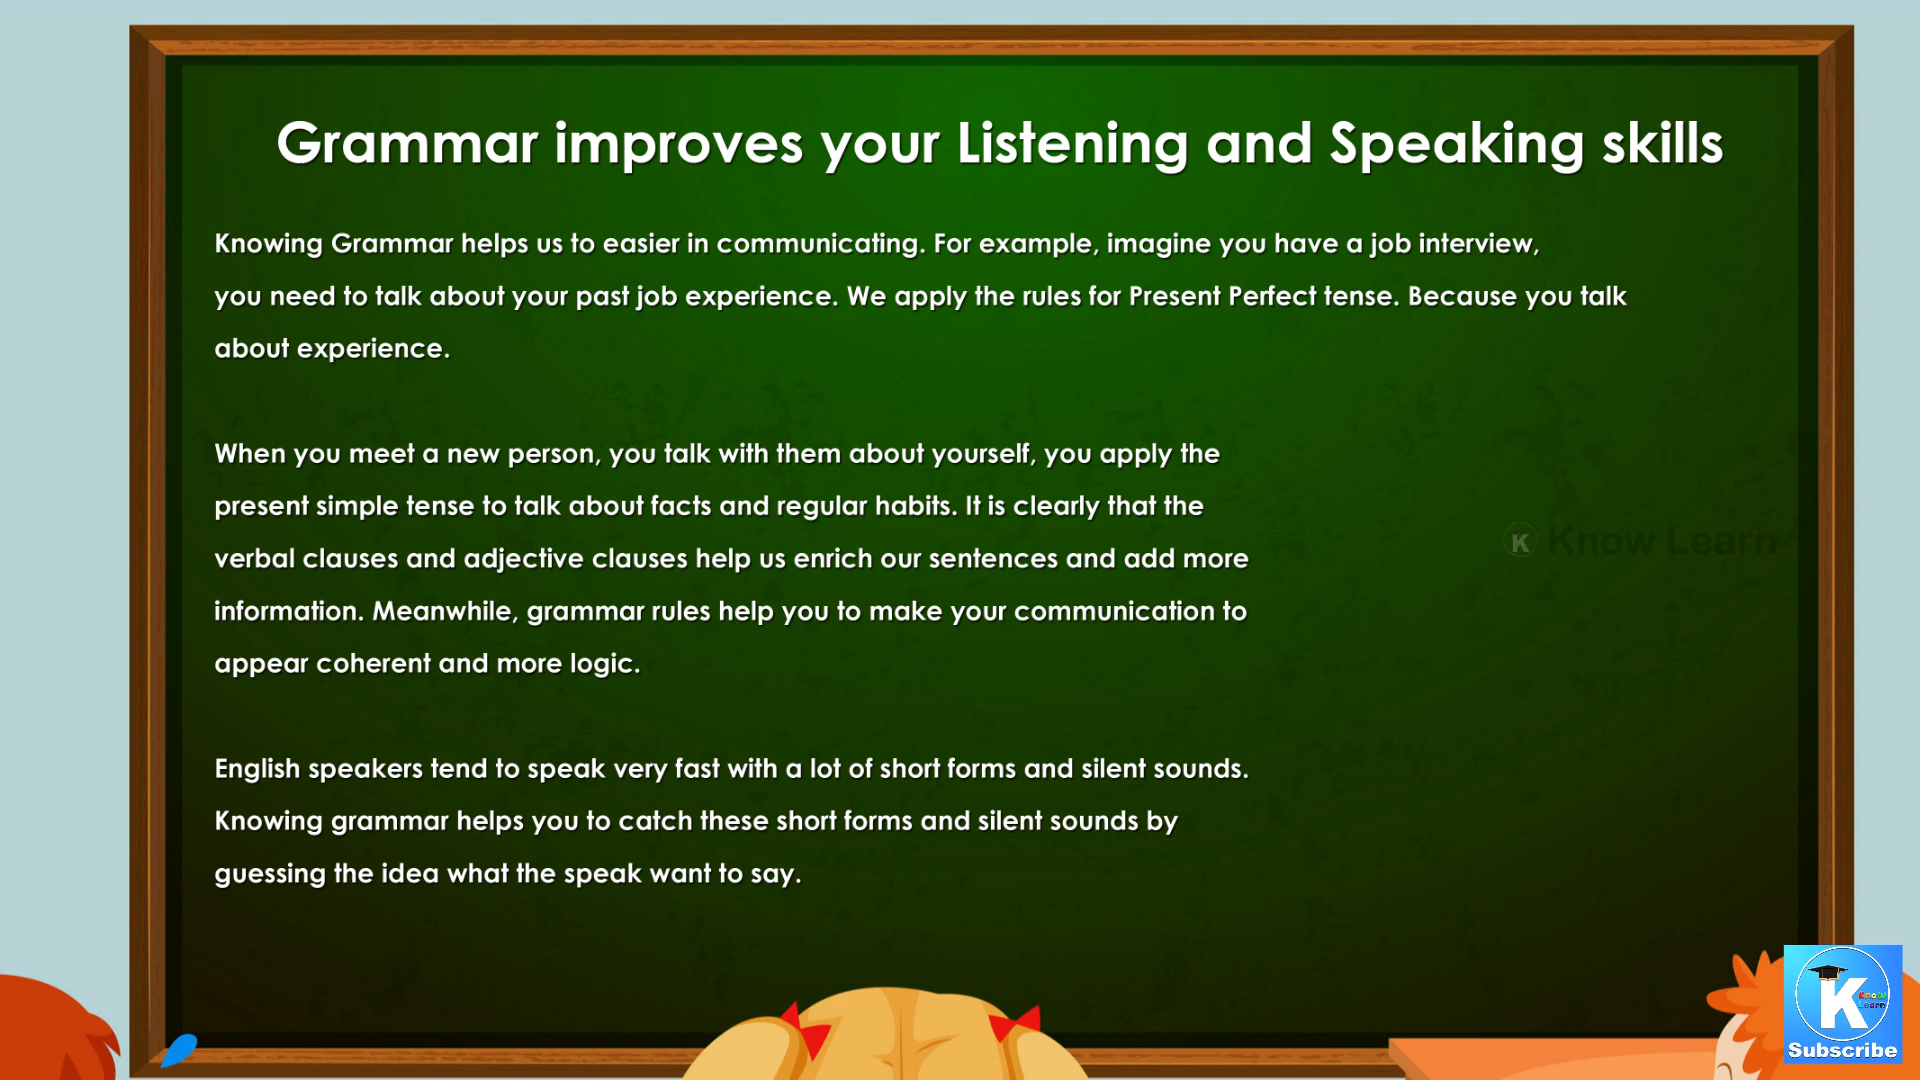 Grammar improves your Listening and Speaking skills
Knowing Grammar helps us to easier in communicating. For example, imagine you have a job interview,
you need to talk about your past job experience. We apply the rules for Present Perfect tense. Because you talk
about experience.
When you meet a new person, you talk with them about yourself, you apply the
present simple tense to talk about facts and regular habits. It is clearly that the
verbal clauses and adjective clauses help us enrich our sentences and add more
information. Meanwhile, grammar rules help you to make your communication to
appear coherent and more logic.
English speakers tend to speak very fast with a lot of short forms and silent sounds.
Knowing grammar helps you to catch these short forms and silent sounds by
guessing the idea what the speak want to say.
K Know Learn
K Know
Learn
Subscribe